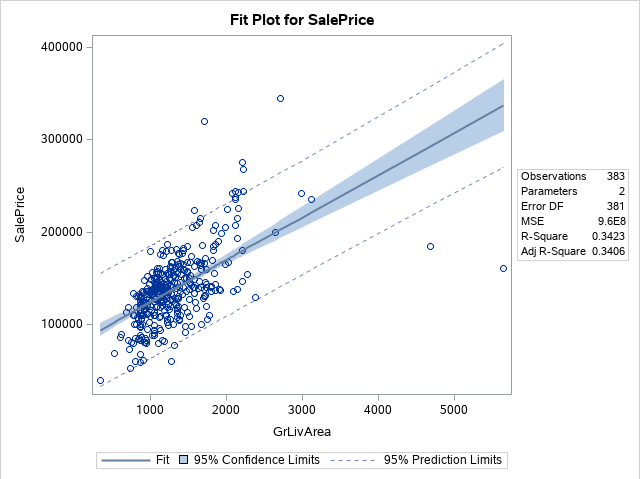 Fit Plot for SalePrice
400000
300000
200000
100000
SalePrice
1000 2000 3000 4000 5000
GrLivArea
Observations 383
Parameters 2
Error DF 381
MSE 9.6E8
R-Square 0.3423
Adj R-Square 0.3406
Fit 95% Confidence Limits 95% Prediction Limits